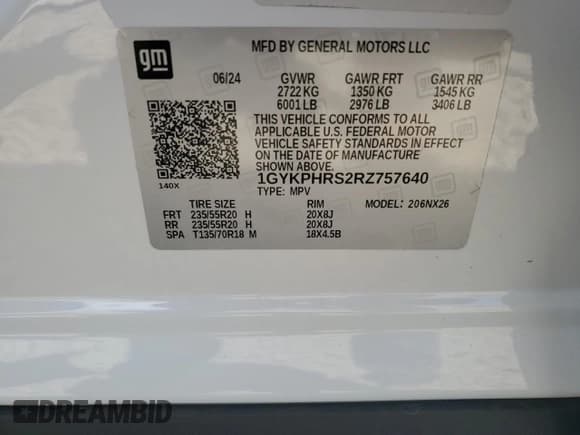 gm
MFD BY GENERAL MOTORS LLC
06/24 GVWR GAWR FRT GAWR RR
2722 KG 1350 KG 1545 KG
6001 LB 2976 LB 3406 LB
THIS VEHICLE CONFORMS TO ALL
APPLICABLE U.S. FEDERAL MOTOR
VEHICLE SAFETY STANDARDS IN EFFECT
ON THE DATE OF MANUFACTURE
SHOWN ABOVE.
140X
1GYKPHRS2RZ757640
TYPE: MPV
TIRE SIZE RIM MODEL: 206NX26
FRT 235/55R20 H 20X8J
RR 235/55R20 H 20X8J
SPA T135/70R18 M 18X4.5B
DREAMBID